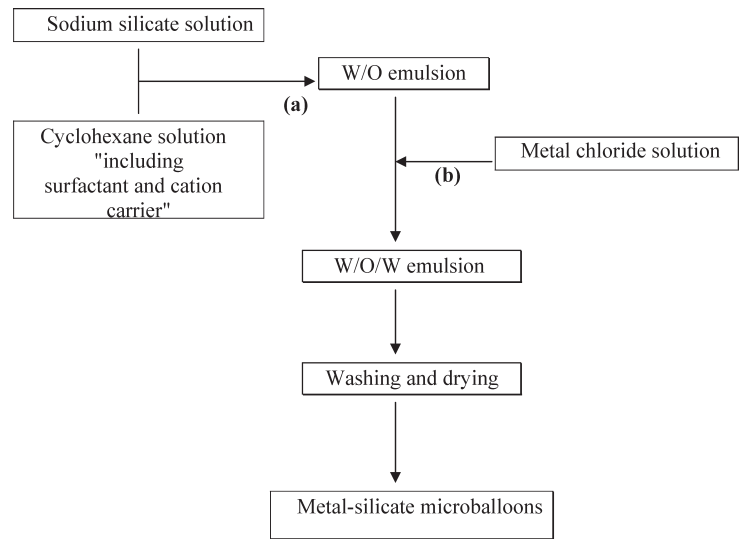 Sodium silicate solution
W/O emulsion
(a)
Cyclohexane solution
"including
surfactant and cation
carrier"
Metal chloride solution
(b)
W/O/W emulsion
Washing and drying
Metal-silicate microballoons